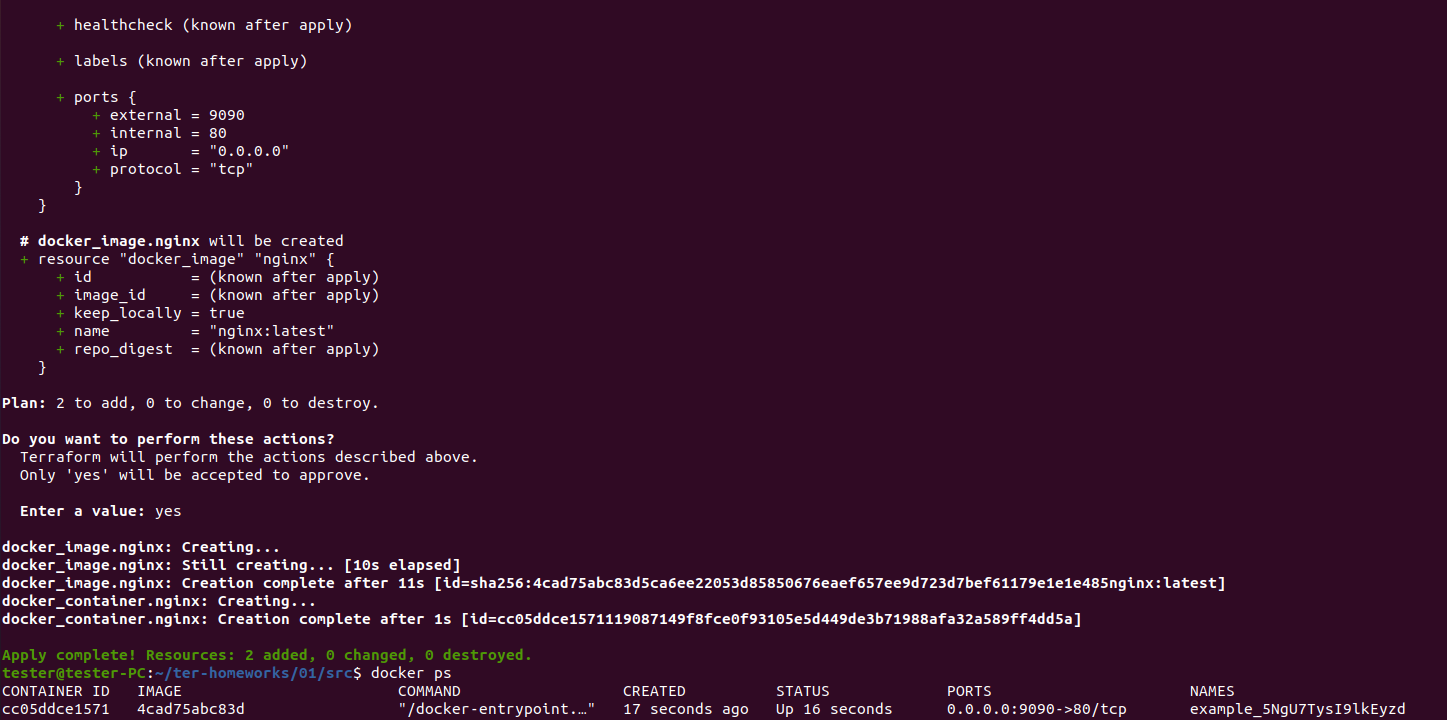 + healthcheck (known after apply)
+ labels (known after apply)
+ ports {
+ external = 9090
+ internal = 80
+ ip       = "0.0.0.0"
+ protocol = "tcp"
}
}
# docker_image.nginx will be created
+ resource "docker_image" "nginx" {
+ id           = (known after apply)
+ image_id     = (known after apply)
+ keep_locally = true
+ name         = "nginx:latest"
+ repo_digest  = (known after apply)
}
Plan: 2 to add, 0 to change, 0 to destroy.
Do you want to perform these actions?
Terraform will perform the actions described above.
Only 'yes' will be accepted to approve.
Enter a value: yes
docker_image.nginx: Creating...
docker_image.nginx: Still creating... [10s elapsed]
docker_image.nginx: Creation complete after 11s [id=sha256:4cad75abc83d5ca6ee22053d85850676eaef657ee9d723d7bef61179e1e1e485nginx:latest]
docker_container.nginx: Creating...
docker_container.nginx: Creation complete after 1s [id=cc05ddce1571119087149f8fce0f93105e5d449de3b71988afa32a589ff4dd5a]
Apply complete! Resources: 2 added, 0 changed, 0 destroyed.
tester@tester-PC:~/ter-homeworks/01/src$ docker ps
CONTAINER ID   IMAGE          COMMAND                  CREATED          STATUS          PORTS                  NAMES
cc05ddce1571   4cad75abc83d   "/docker-entrypoint.…"   17 seconds ago   Up 16 seconds   0.0.0.0:9090->80/tcp   example_5NgU7TysI9lkEyzd